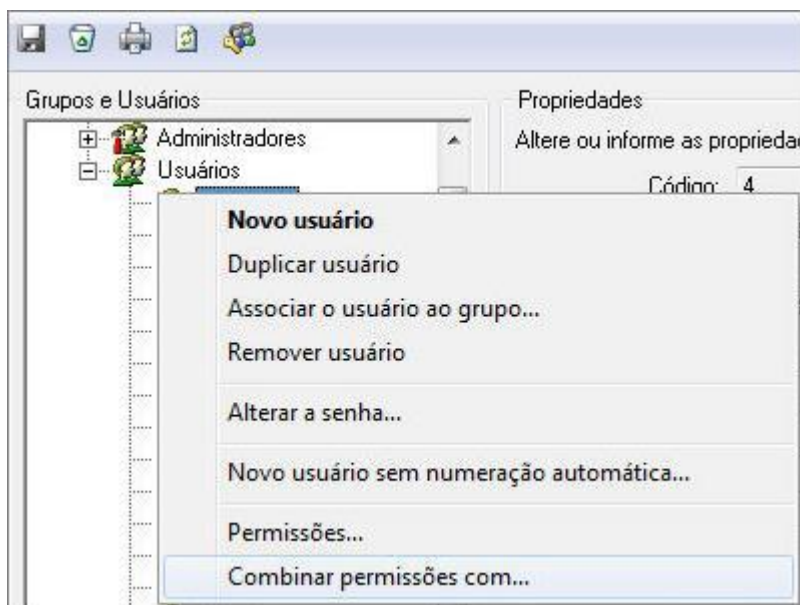 Grupos e Usuários
Propriedades
Administradores
Altere ou informe as
Usuários
Código: 4
Novo usuário
Duplicar usuário
Associar o usuário ao grupo...
Remover usuário
Alterar a senha...
Novo usuário sem numeração automática...
Permissões...
Combinar permissões com...